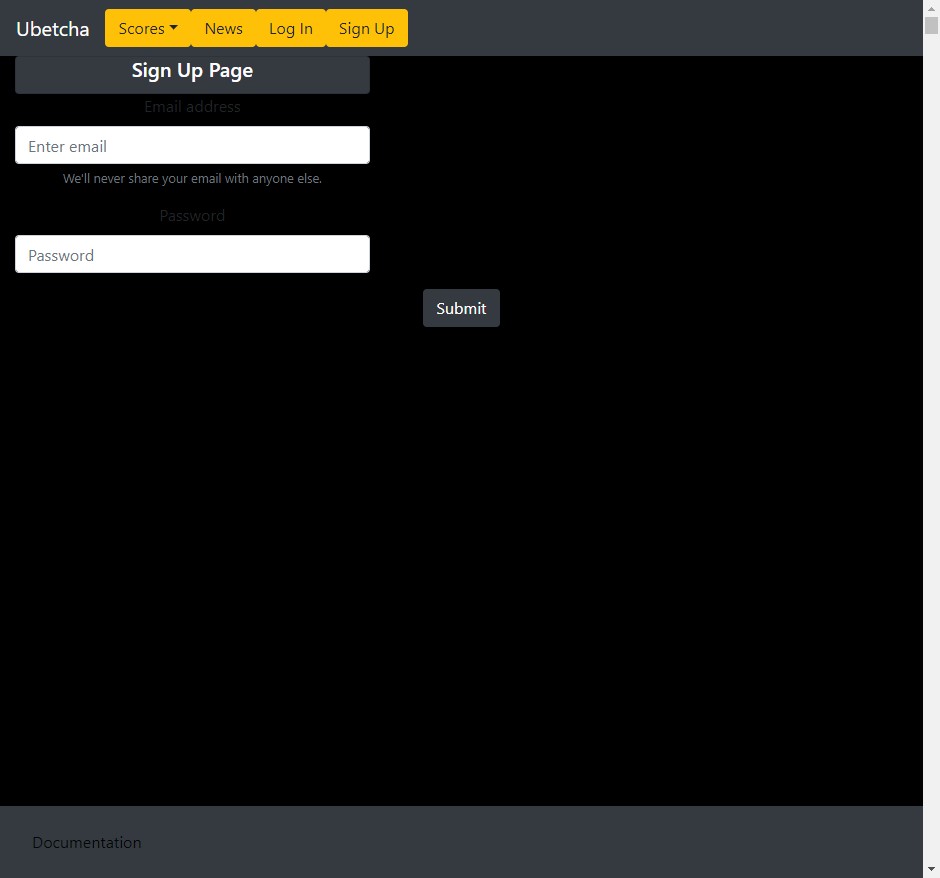 Ubetcha Scores News Log In Sign Up
Sign Up Page
Email address
Enter email
We'll never share your email with anyone else.
Password
Password
Submit
Documentation